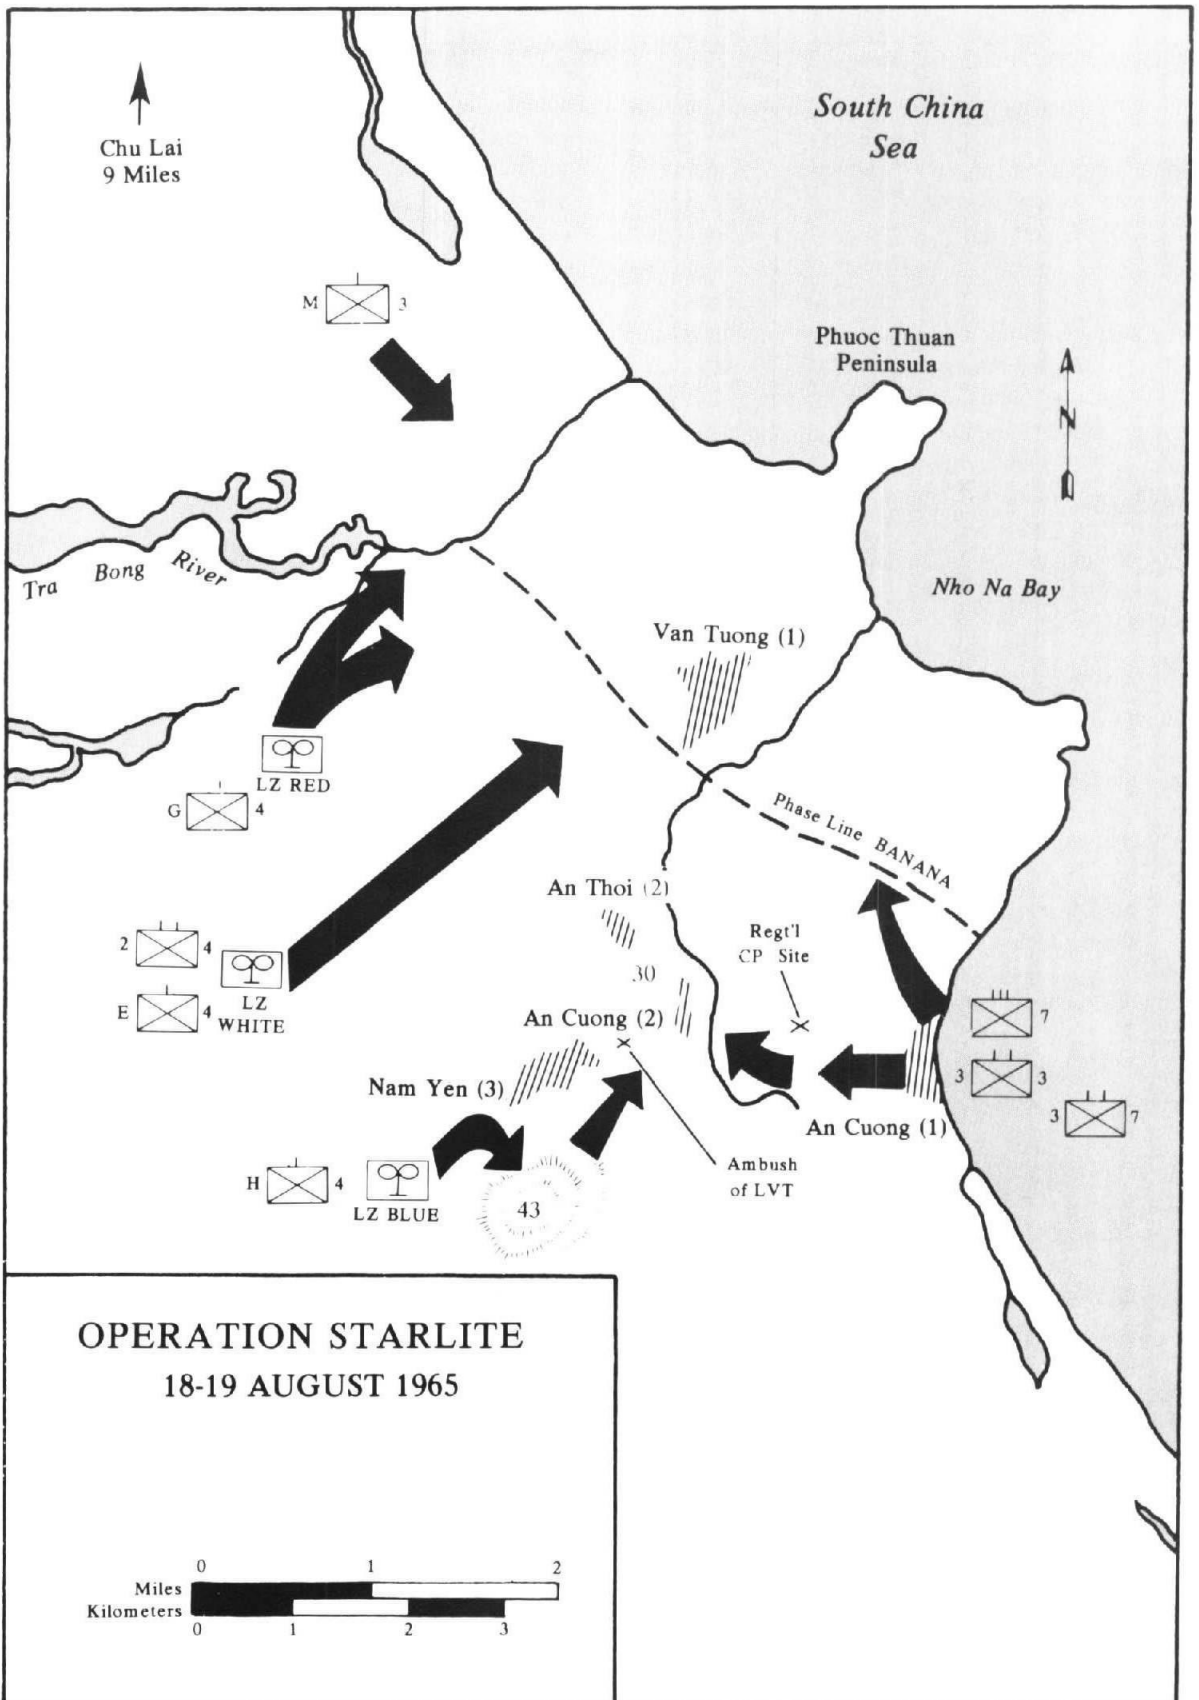 South China
Sea
Chu Lai
9 Miles
M 3
Phuoc Thuan
Peninsula
N
Tra Bong River
Nho Na Bay
Van Tuong (1)
LZ RED
G 4
Phase Line BANANA
An Thoi (2)
Regt'l
CP Site
2 4
30
LZ
WHITE
E 4
An Cuong (2)
7
3 3
Nam Yen (3)
3 7
An Cuong (1)
Ambush
of LVT
H 4
LZ BLUE
43
OPERATION STARLITE
18-19 AUGUST 1965
0 1 2
Miles
Kilometers
0 1 2 3